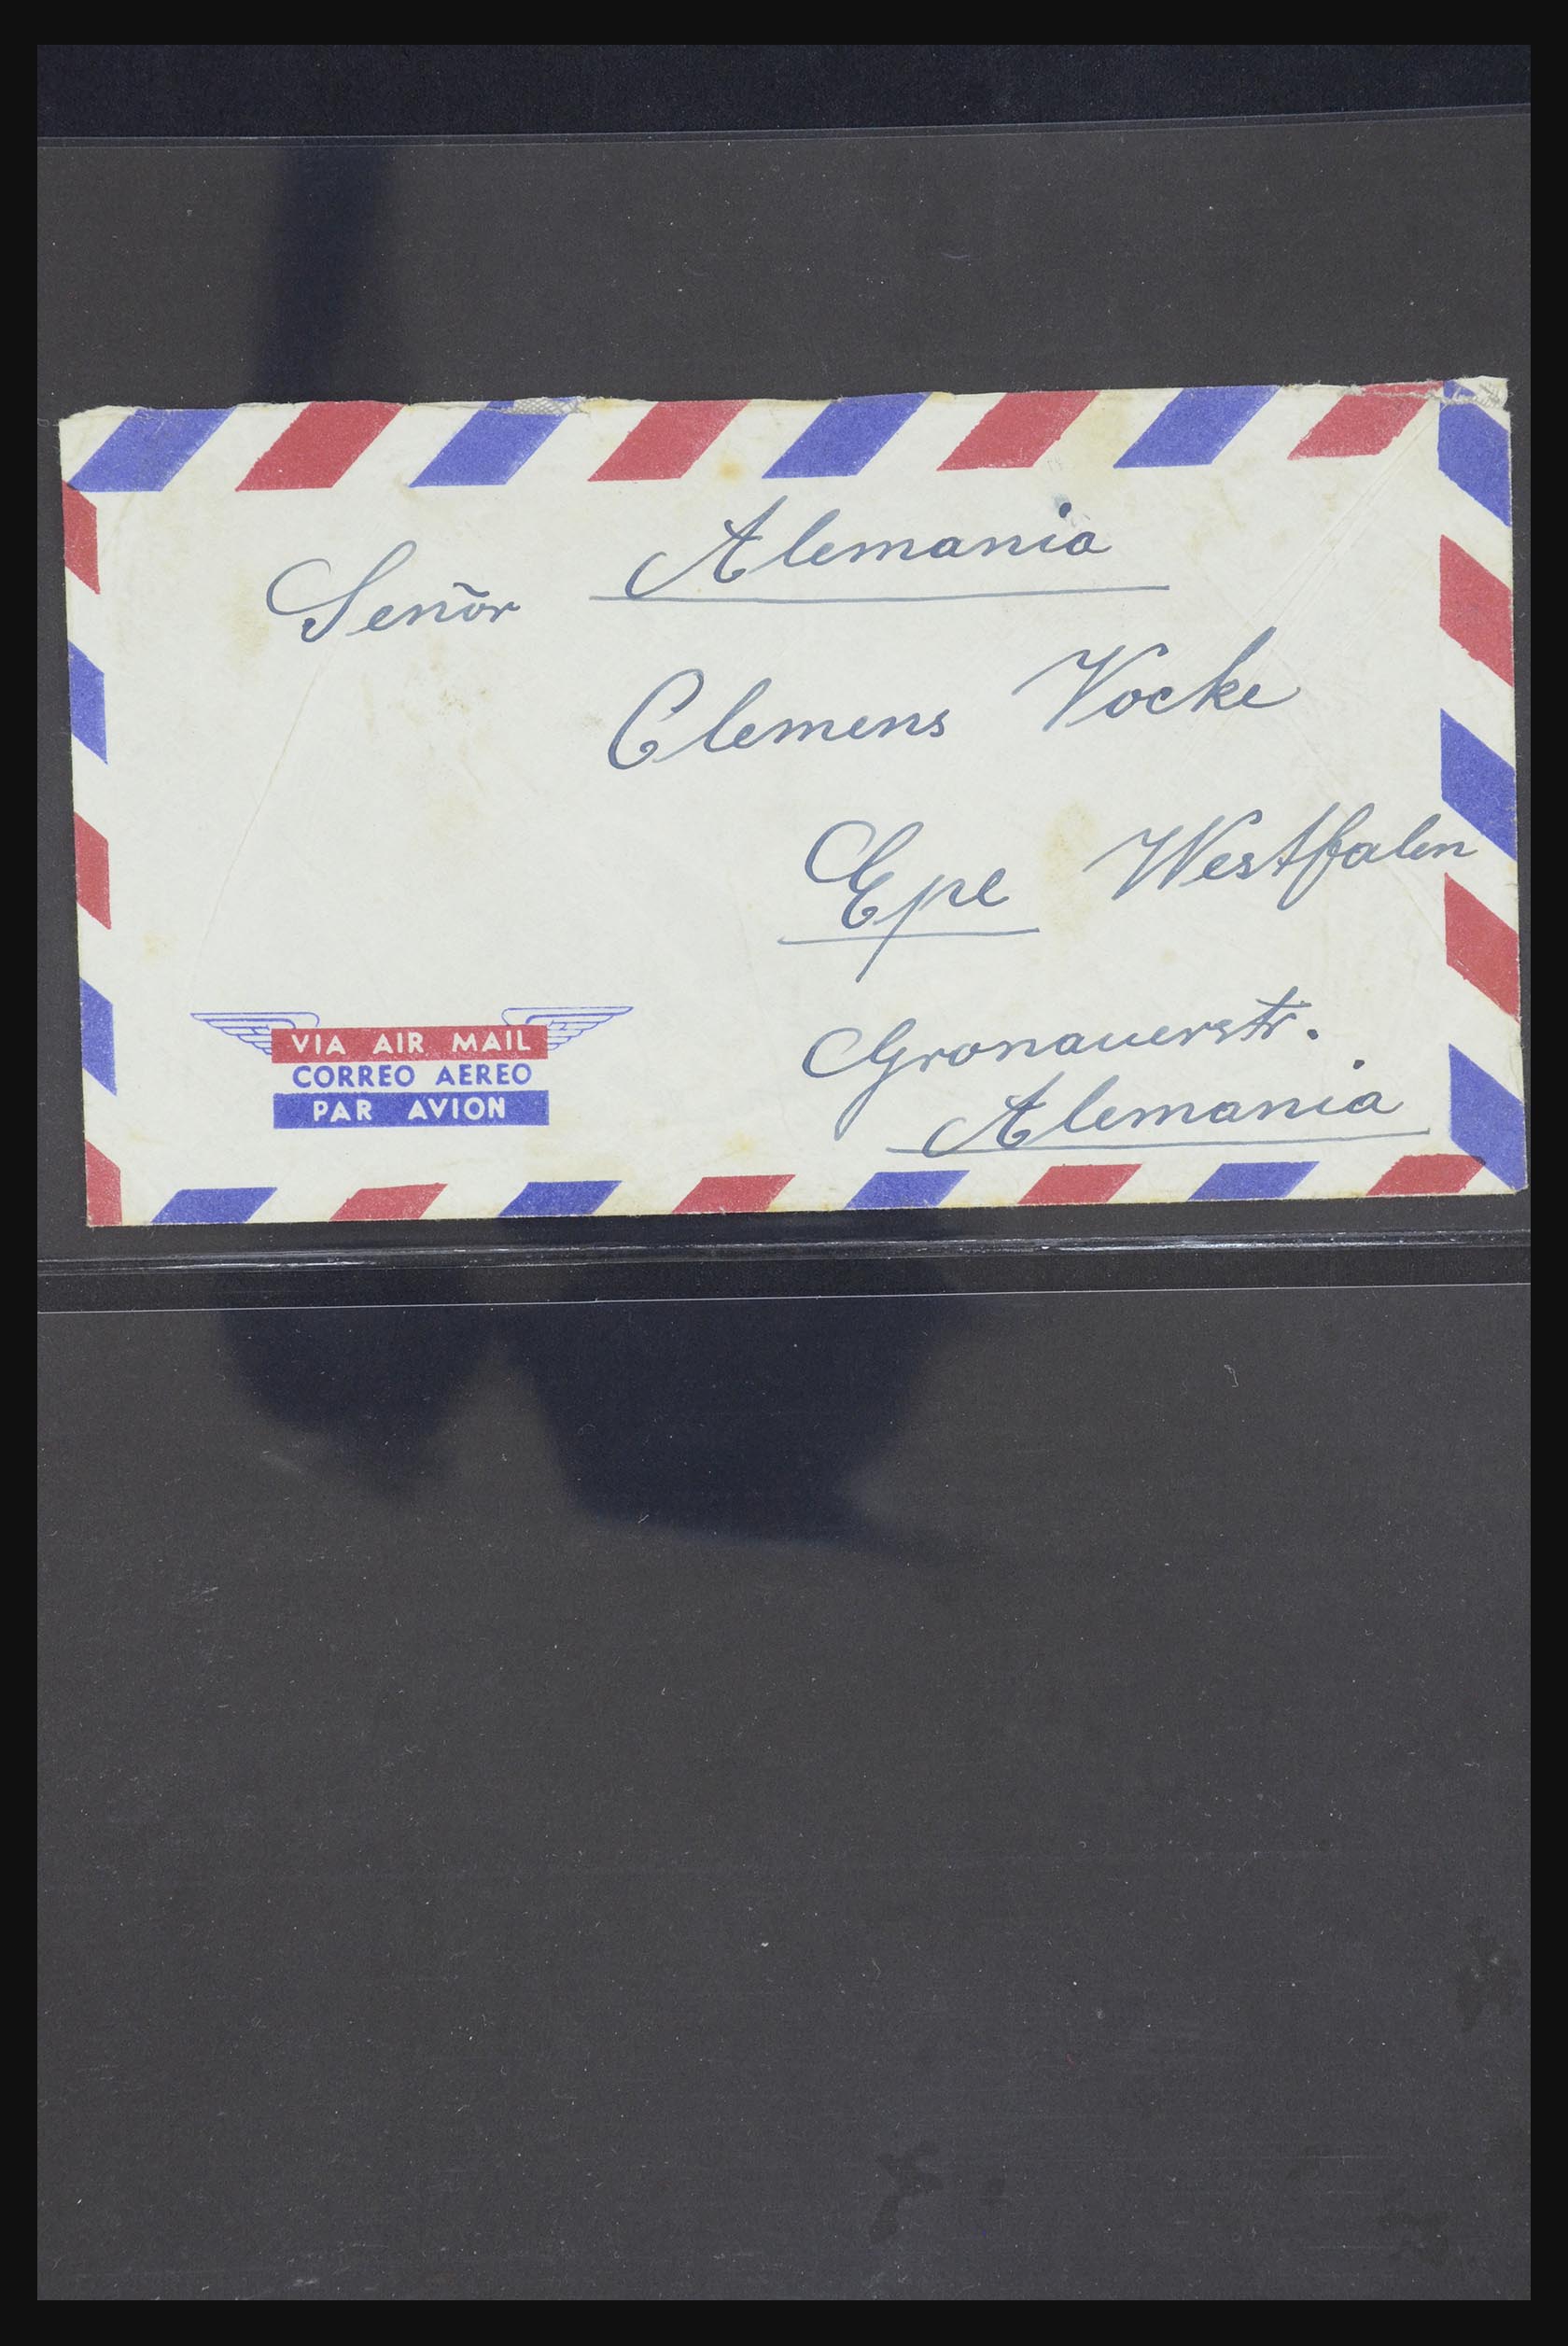 Alemania
Señor
Clemens Vocke
Epe Westfalen
Gronauerstr.
Alemania
VIA AIR MAIL
CORREO AEREO
PAR AVION